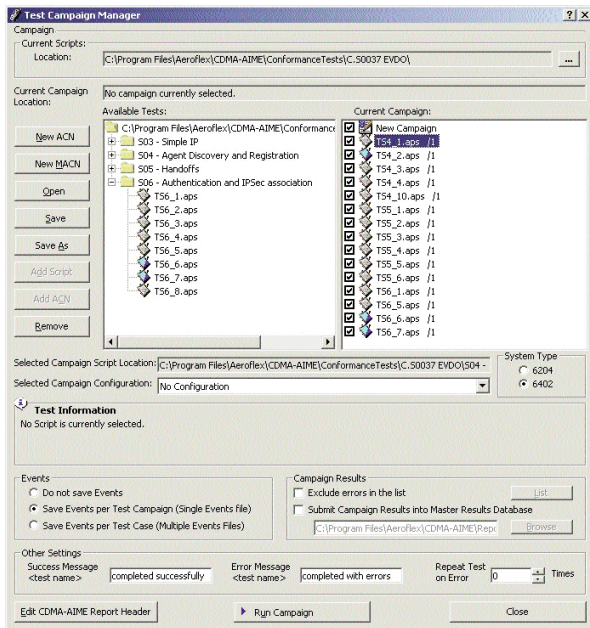 Test Campaign Manager
Campaign
Current Scripts:
Location:
C:\Program Files\Aeroflex\CDMA-AIME\ConformanceTests\C.S0037 EVDO\
...
Current Campaign Location:
No campaign currently selected.
Available Tests:
Current Campaign:
New ACN
New MACN
Open
Save
Save As
Add Script
Add ACN
Remove
C:\Program Files\Aeroflex\CDMA-AIME\Conformance
S03 - Simple IP
S04 - Agent Discovery and Registration
S05 - Handoffs
S06 - Authentication and IPSec association
TS6_1.aps
TS6_2.aps
TS6_3.aps
TS6_4.aps
TS6_5.aps
TS6_6.aps
TS6_7.aps
TS6_8.aps
New Campaign
TS4_1.aps /1
TS4_2.aps /1
TS4_3.aps /1
TS4_4.aps /1
TS4_10.aps /1
TS5_1.aps /1
TS5_2.aps /1
TS5_3.aps /1
TS5_4.aps /1
TS5_5.aps /1
TS5_6.aps /1
TS6_1.aps /1
TS6_5.aps /1
TS6_6.aps /1
TS6_7.aps /1
Selected Campaign Script Location:
C:\Program Files\Aeroflex\CDMA-AIME\ConformanceTests\C.S0037 EVDO\S04 -
Selected Campaign Configuration:
No Configuration
System Type
6204
6402
Test Information
No Script is currently selected.
Events
Do not save Events
Save Events per Test Campaign (Single Events file)
Save Events per Test Case (Multiple Events Files)
Campaign Results
Exclude errors in the list
List
Submit Campaign Results into Master Results Database
C:\Program Files\Aeroflex\CDMA-AIME\Repo
Browse
Other Settings
Success Message
<test name>
completed successfully
Error Message
<test name>
completed with errors
Repeat Test
on Error
0
Times
Edit CDMA-AIME Report Header
Run Campaign
Close